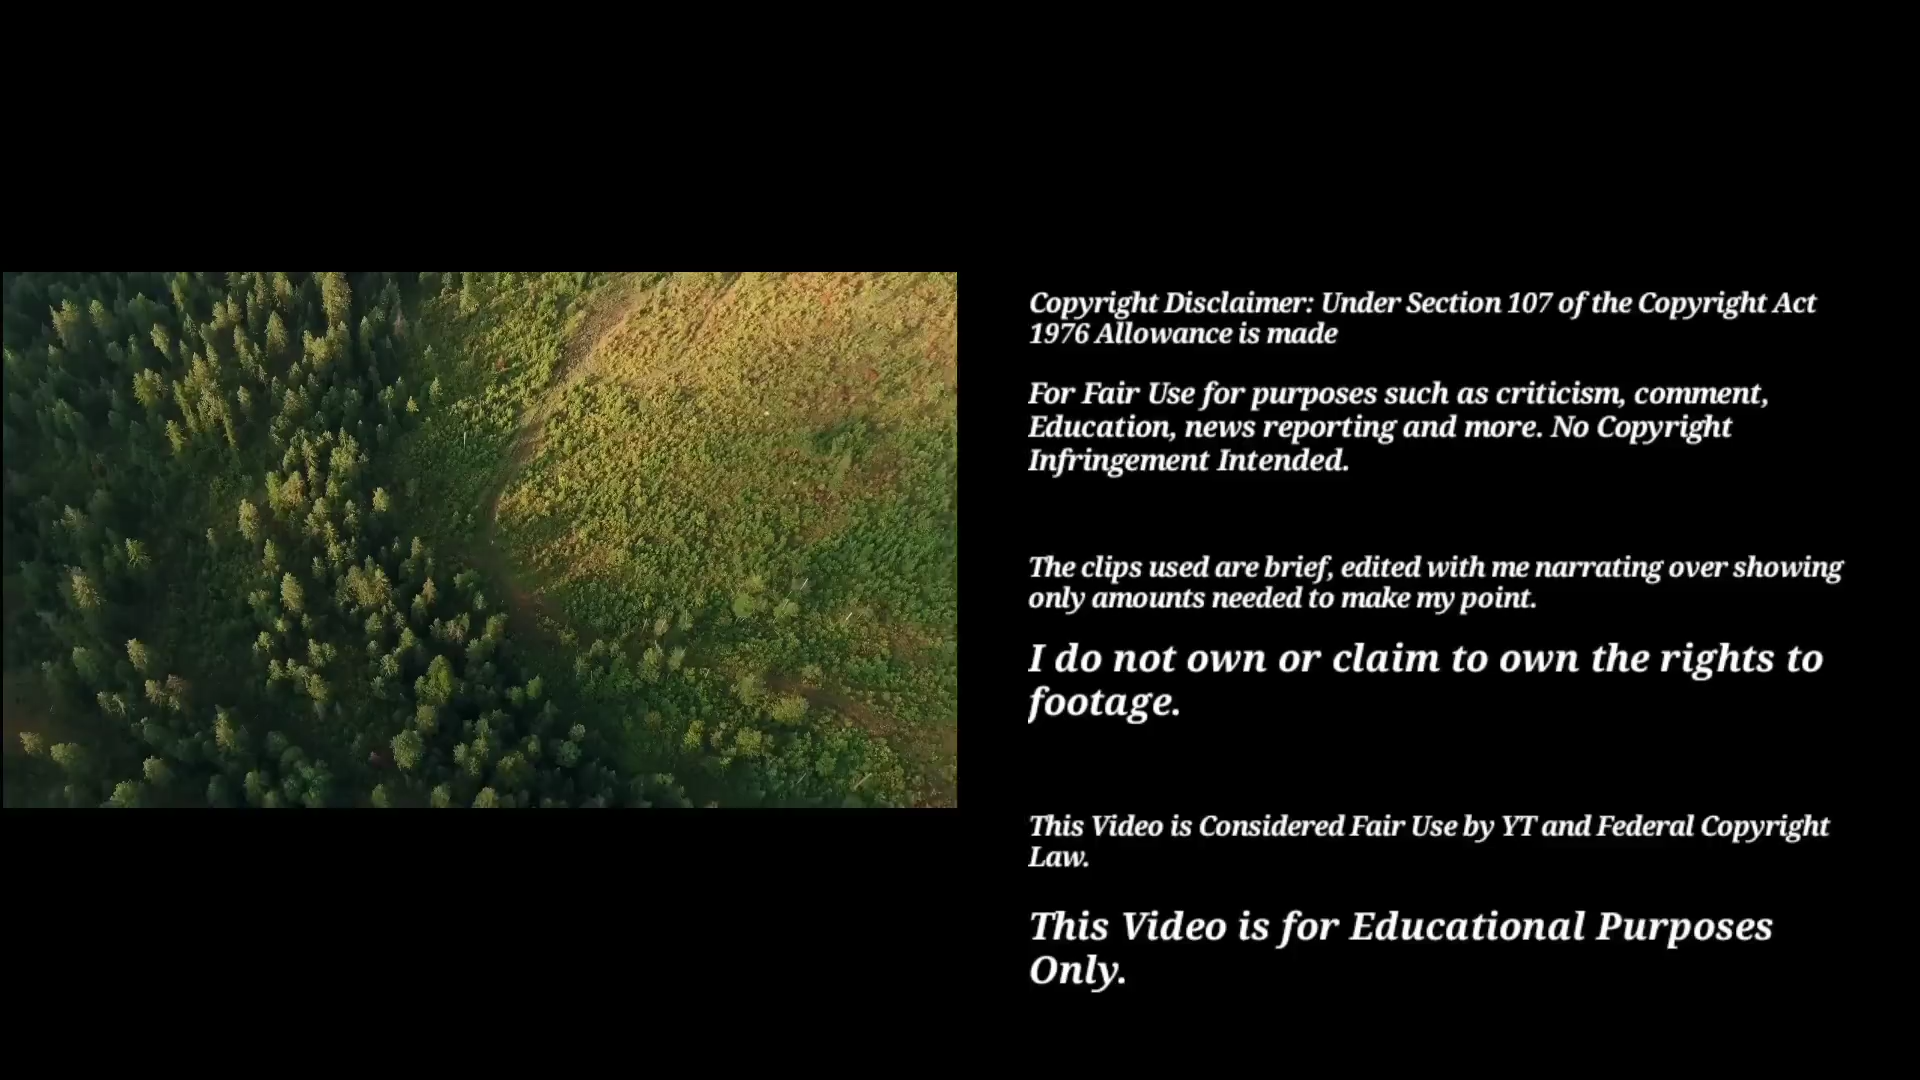 Copyright Disclaimer: Under Section 107 of the Copyright Act
1976 Allowance is made
For Fair Use for purposes such as criticism, comment,
Education, news reporting and more. No Copyright
Infringement Intended.
The clips used are brief, edited with me narrating over showing
only amounts needed to make my point.
I do not own or claim to own the rights to
footage.
This Video is Considered Fair Use by YT and Federal Copyright
Law.
This Video is for Educational Purposes
Only.